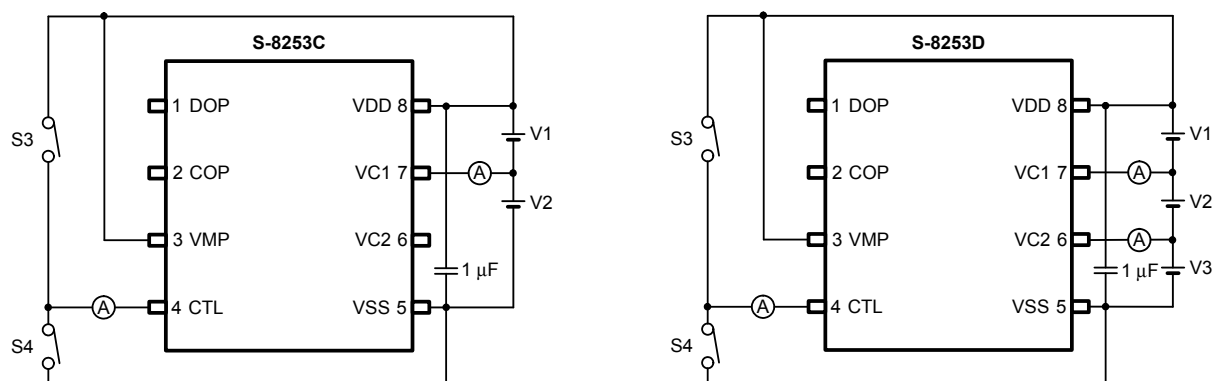 S-8253C
1 DOP
VDD 8
S3
V1
2 COP
VC1 7
A
V2
3 VMP
VC2 6
1 μF
A
4 CTL
VSS 5
S4
S-8253D
1 DOP
VDD 8
S3
V1
2 COP
VC1 7
A
V2
3 VMP
VC2 6
A
1 μF
V3
A
4 CTL
VSS 5
S4